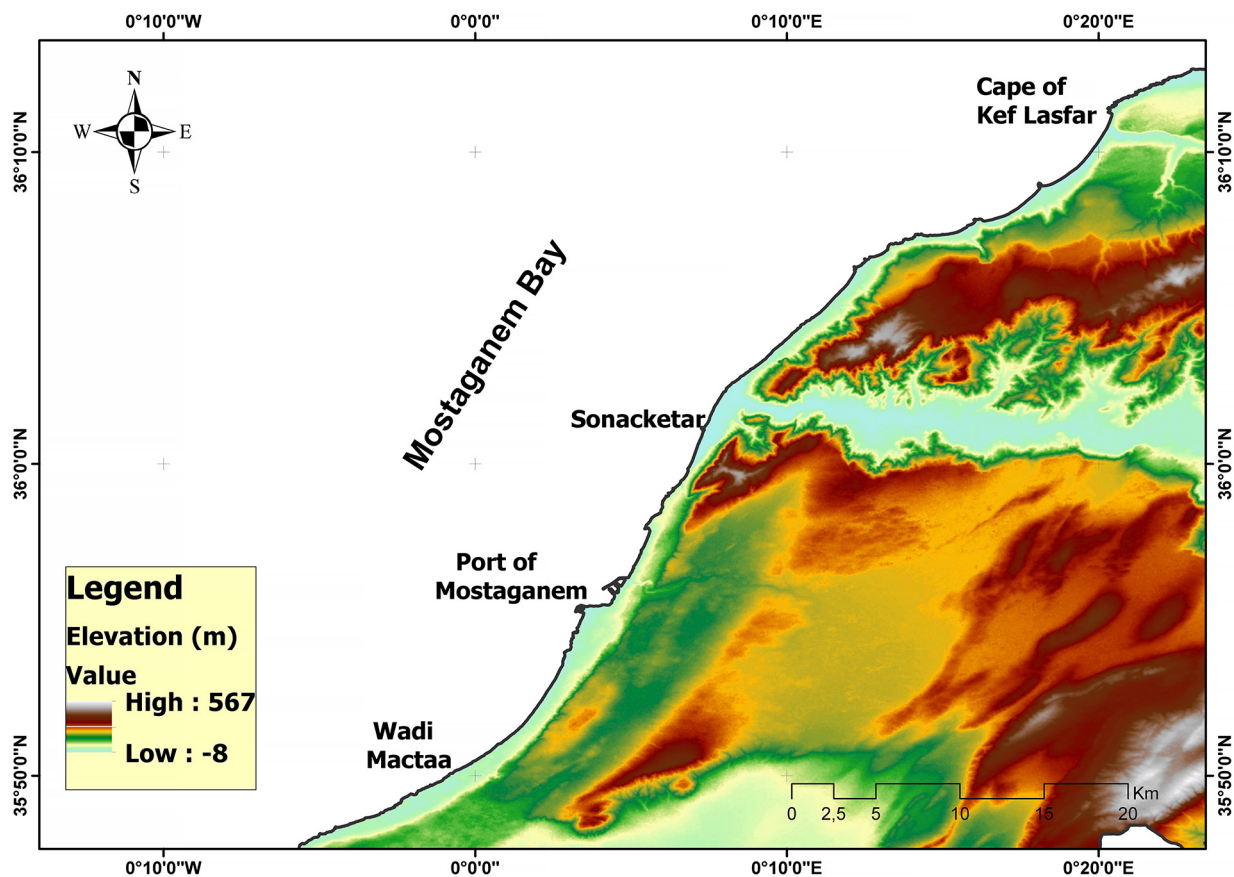 0°10'0"W 0°0'0" 0°10'0"E 0°20'0"E
N
W E
S
Cape of
Kef Lasfar
36°10'0"N 36°10'0"N
Mostaganem Bay
Sonacketar
36°0'0"N 36°0'0"N
Port of
Mostaganem
Legend
Elevation (m)
Value
High : 567
Low : -8
Wadi
Mactaa
35°50'0"N 35°50'0"N
Km
0 2,5 5 10 15 20
0°10'0"W 0°0'0" 0°10'0"E 0°20'0"E